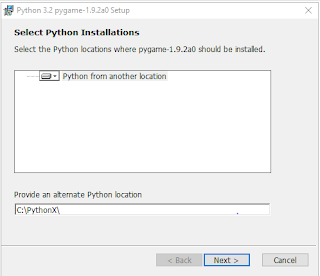 Python 3.2 pygame-1.9.2a0 Setup
Select Python Installations
Select the Python locations where pygame-1.9.2a0 should be installed.
Python from another location
Provide an alternate Python location
C:\PythonX\
< Back
Next >
Cancel